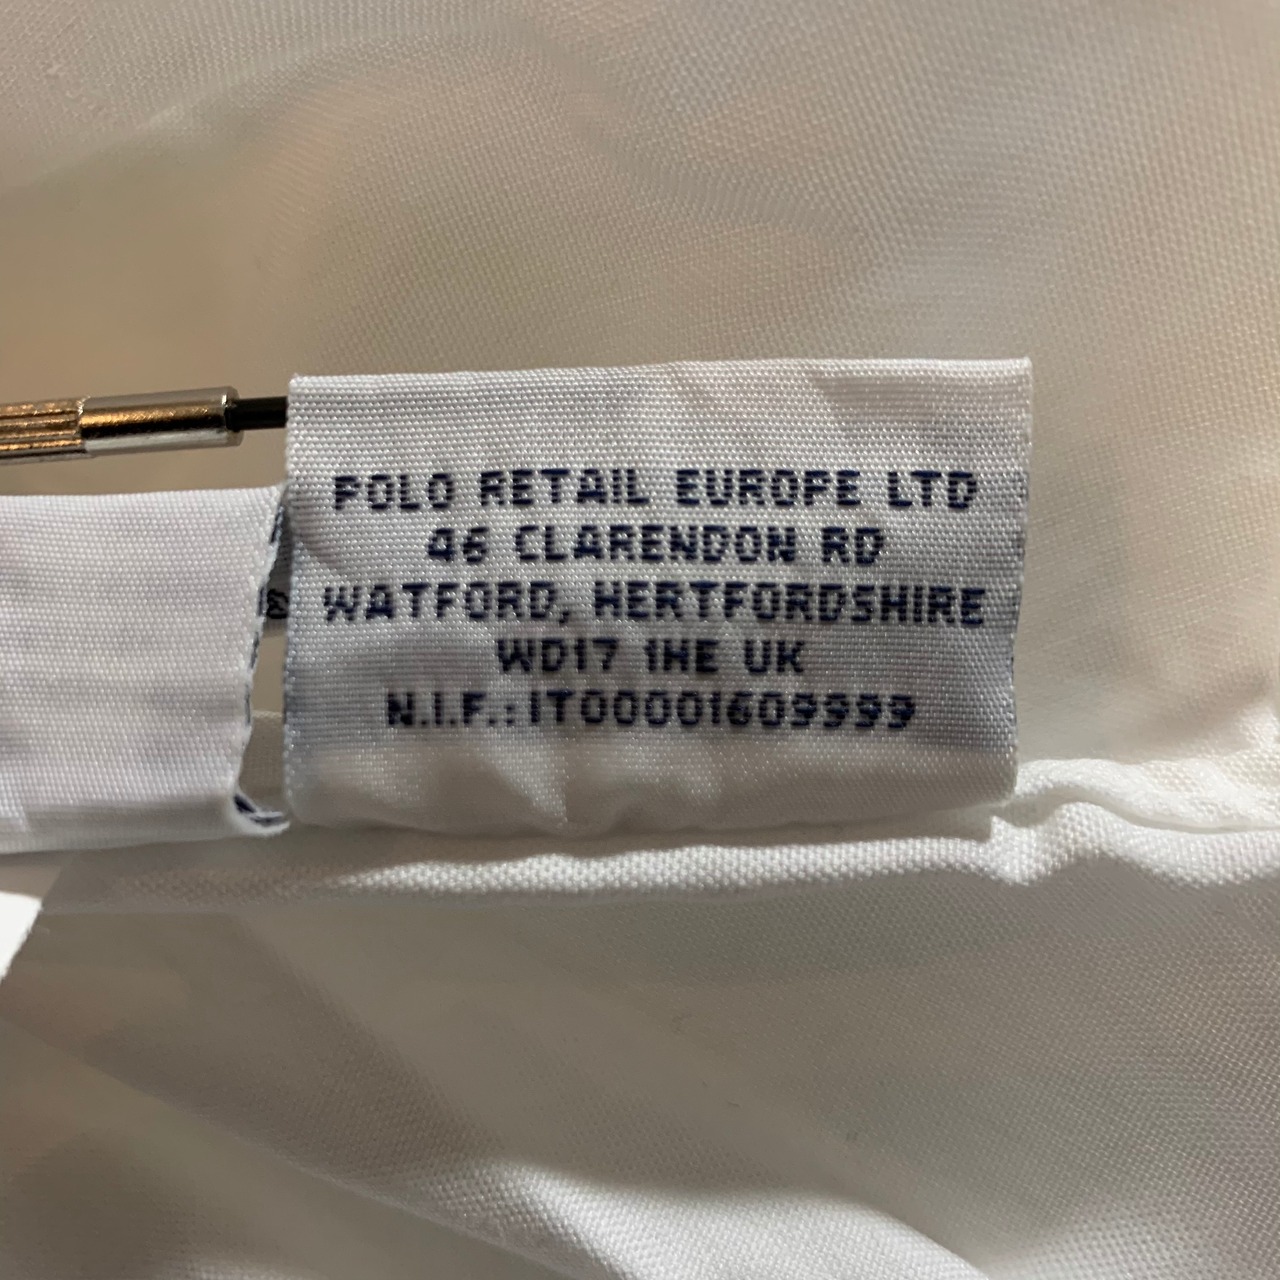 POLO RETAIL EUROPE LTD
46 CLARENDON RD
WATFORD, HERTFORDSHIRE
WD17 1HE UK
N.I.F.: IT00001609999